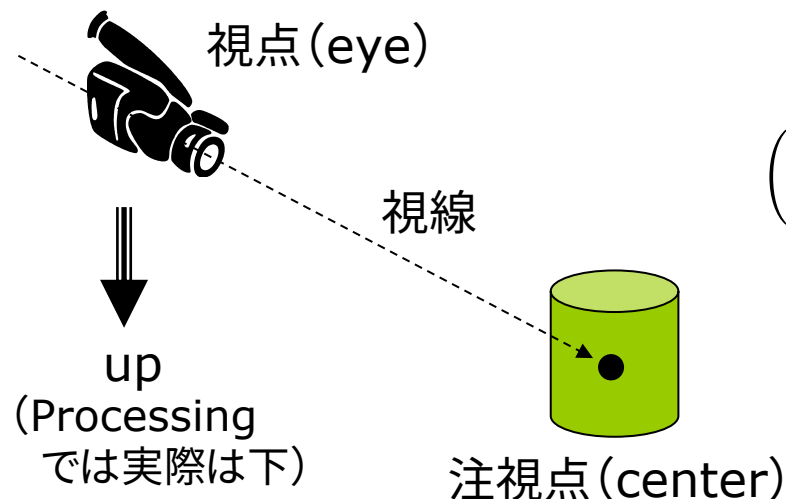 視点（eye）
視線
up
（Processing
では実際は下）
注視点（center）